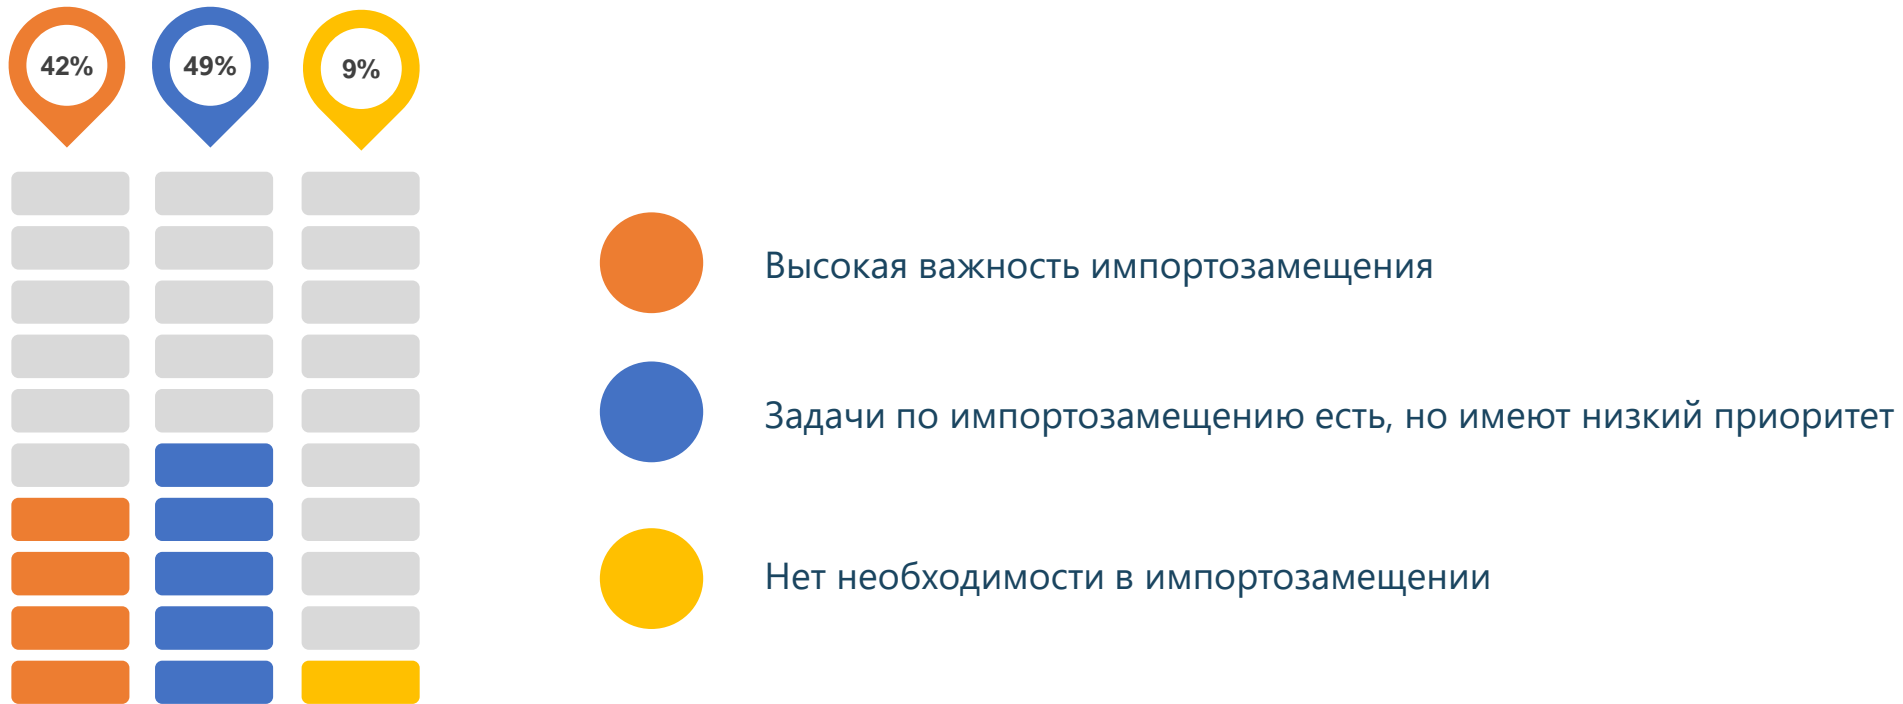 42%
49%
9%
Высокая важность импортозамещения
Задачи по импортозамещению есть, но имеют низкий приоритет
Нет необходимости в импортозамещении